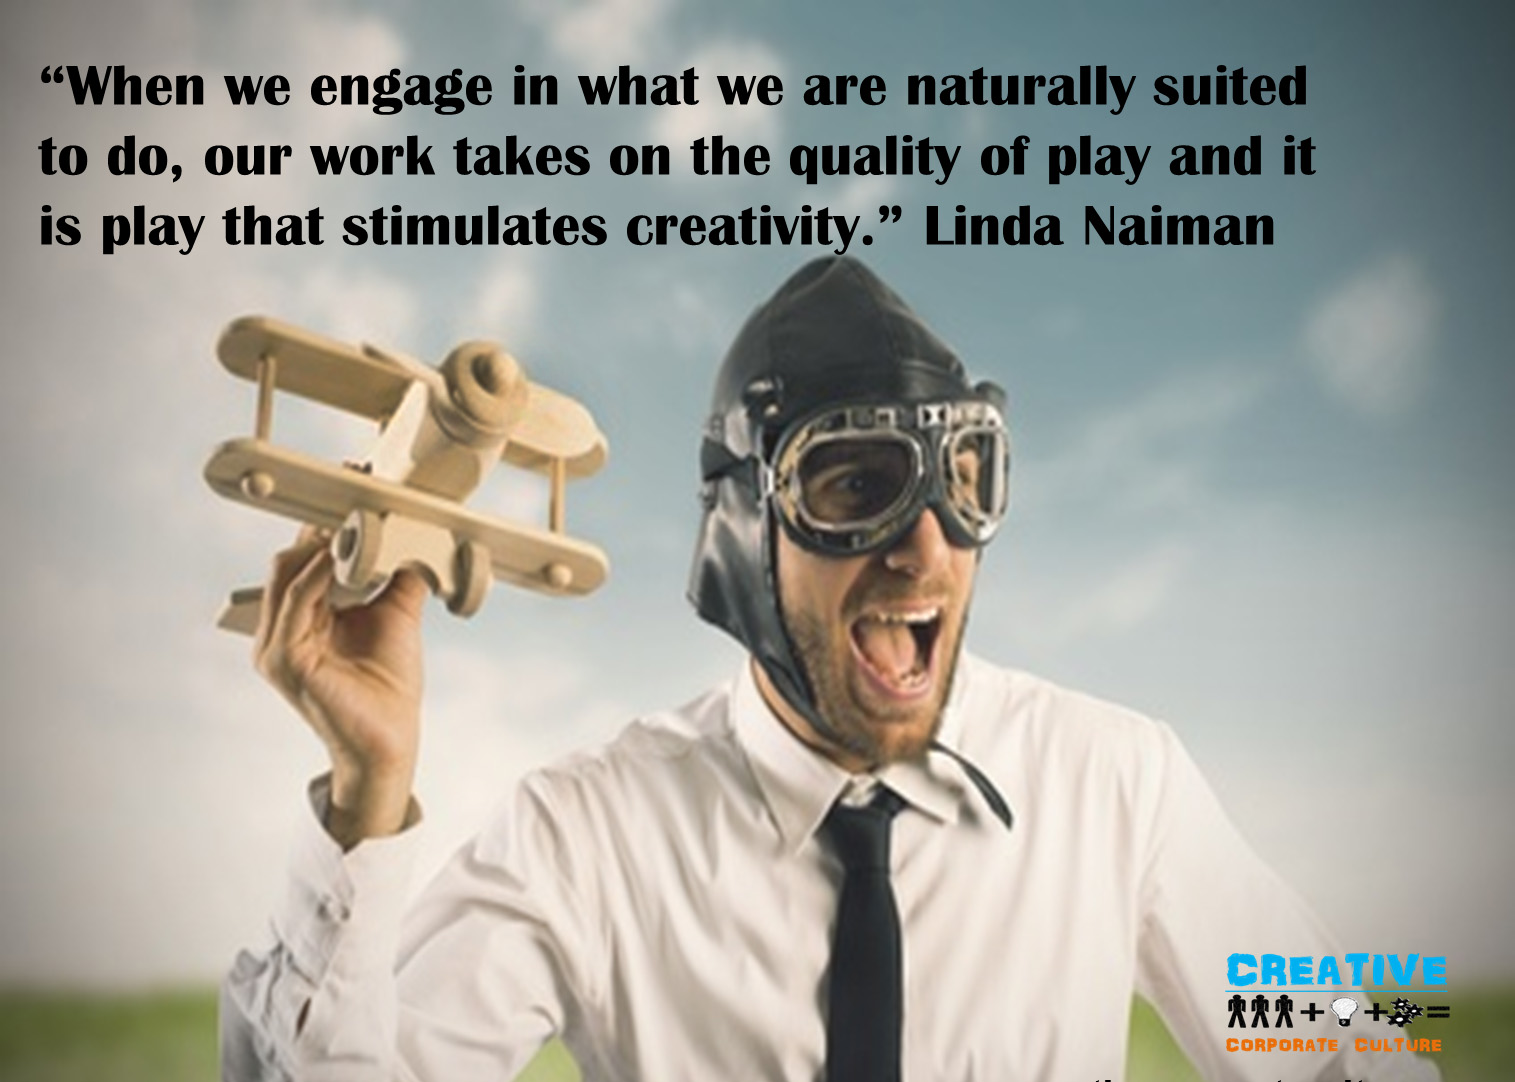 “When we engage in what we are naturally suited
to do, our work takes on the quality of play and it
is play that stimulates creativity.” Linda Naiman
CREATIVE
+ + =
CORPORATE CULTURE